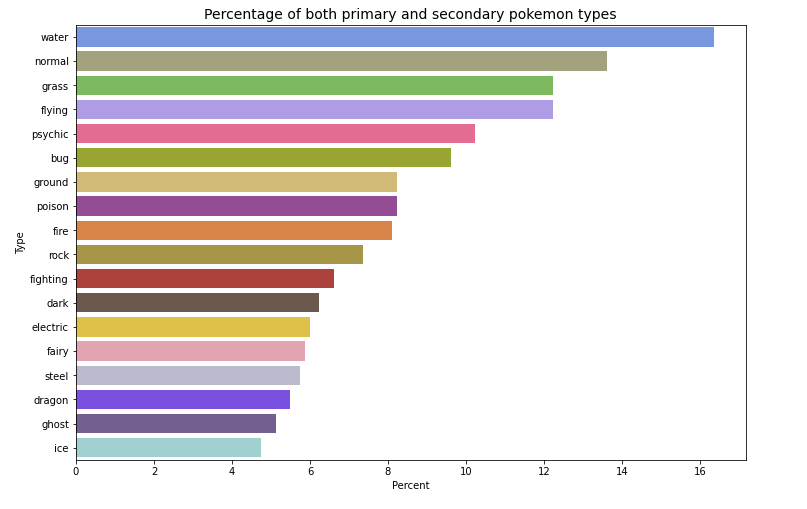 Percentage of both primary and secondary pokemon types
water
normal
grass
flying
psychic
bug
ground
poison
fire
rock
fighting
dark
electric
fairy
steel
dragon
ghost
ice
Type
0 2 4 6 8 10 12 14 16
Percent